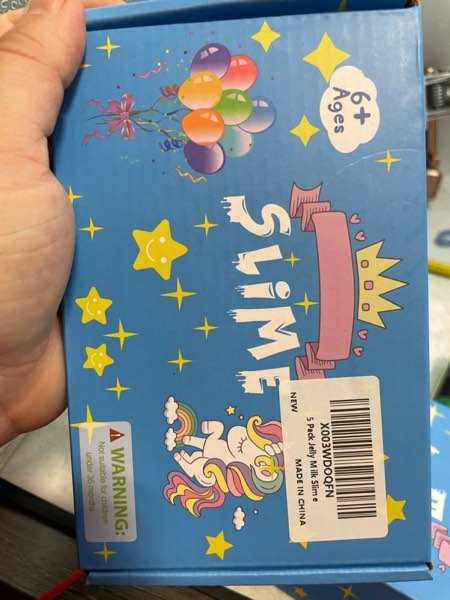 6+
Ages
SLIME
X003WDOQFN
5 Pack Jelly Milk Slime
NEW
MADE IN CHINA
WARNING:
Not suitable for children
under 36 months